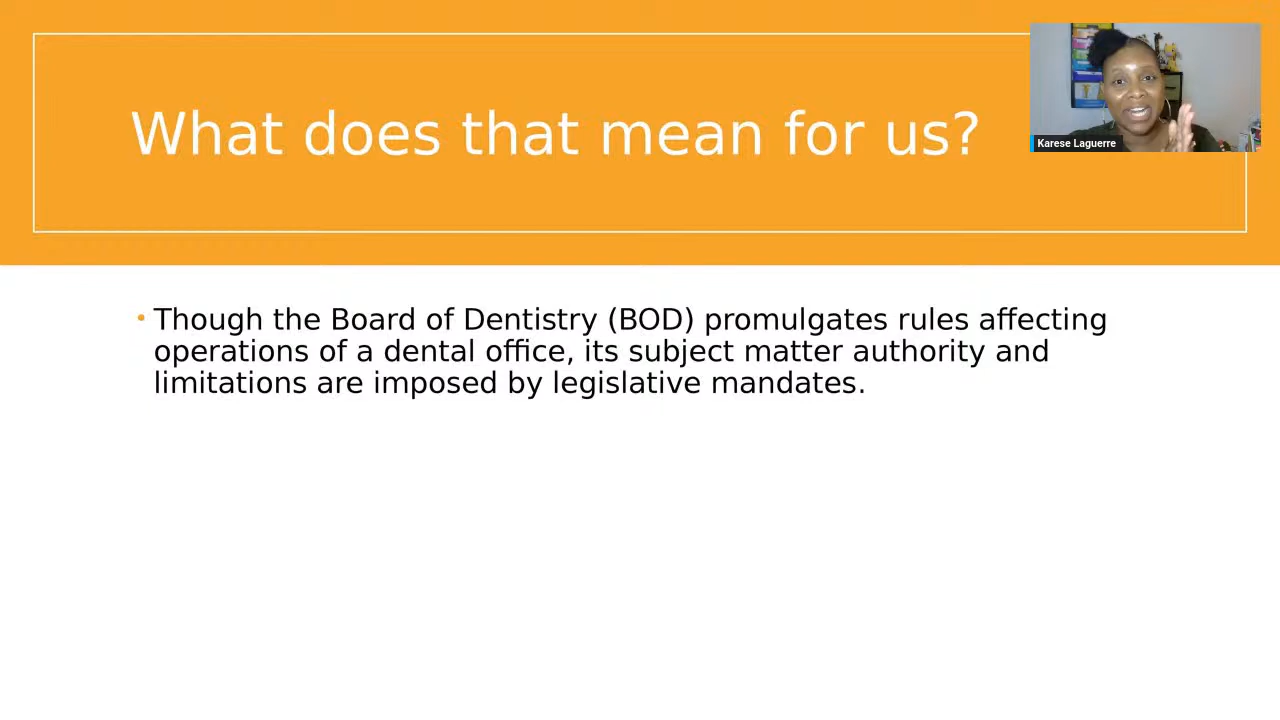 What does that mean for us?
Karese Laguerre
• Though the Board of Dentistry (BOD) promulgates rules affecting
operations of a dental office, its subject matter authority and
limitations are imposed by legislative mandates.